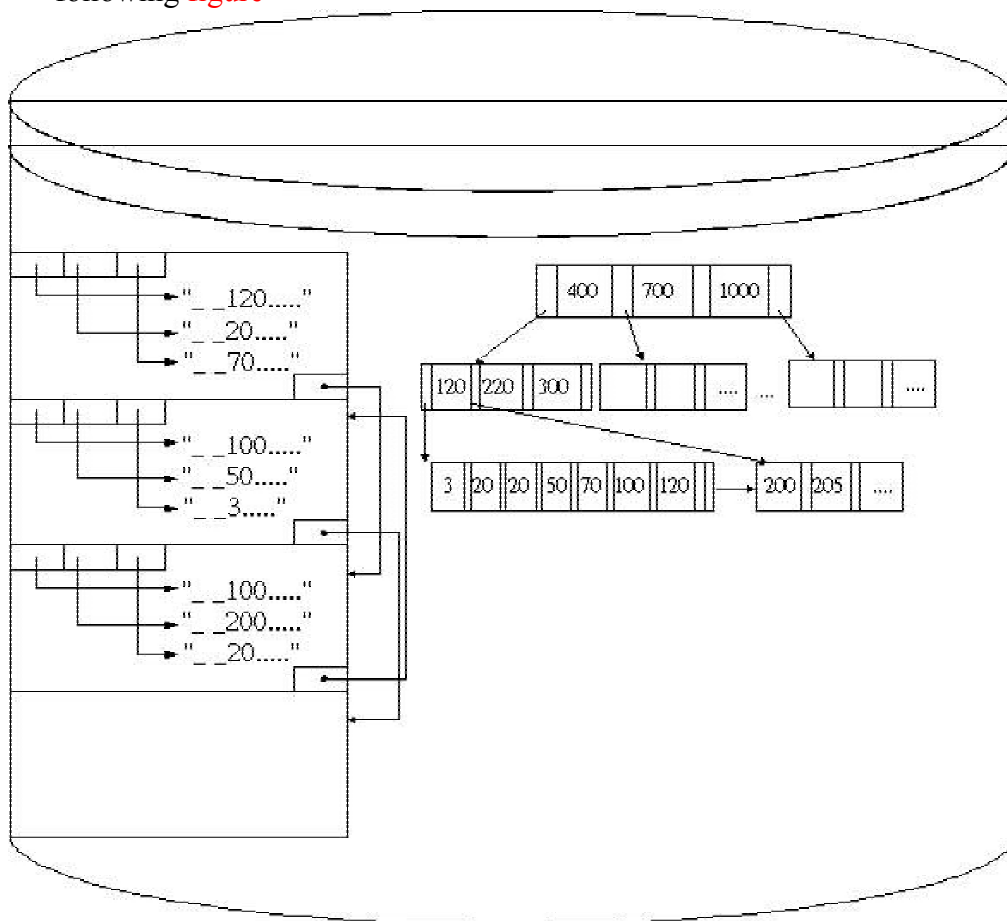 following figure
"_ _120....."
"_ _20....."
"_ _70....."
400 700 1000
120 220 300
....
...
....
"_ _100....."
"_ _50....."
"_ _3....."
3 20 20 50 70 100 120
200 205 ....
"_ _100....."
"_ _200....."
"_ _20....."